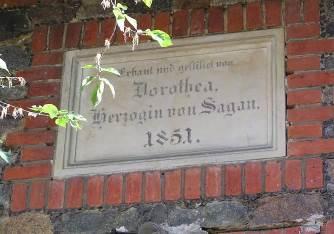 Erbaut und gestiftet von
Dorothea,
Herzogin von Sagan.
1851.